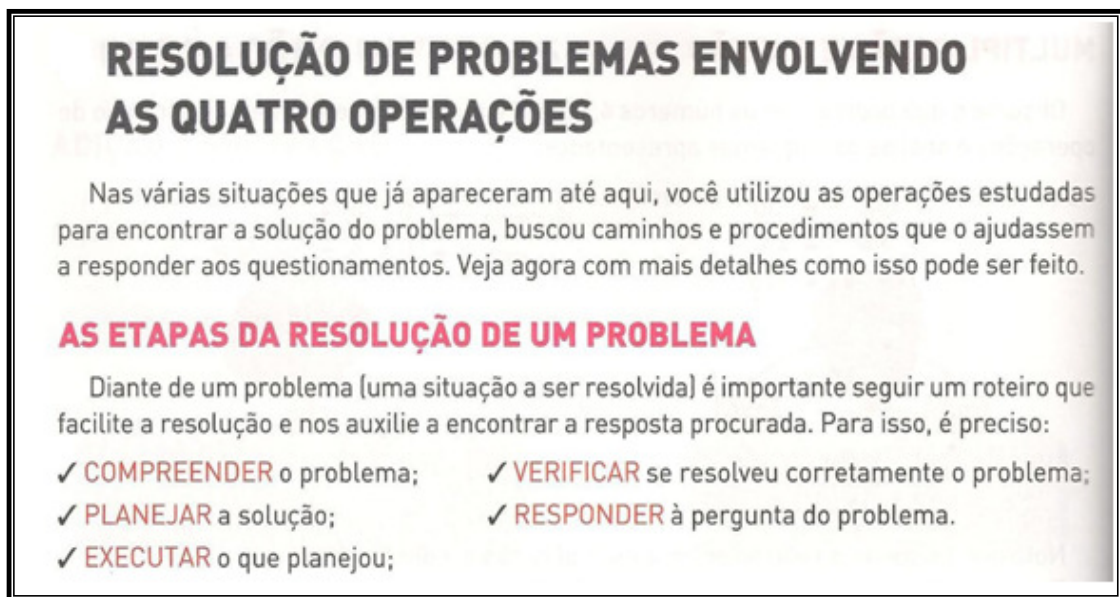 RESOLUÇÃO DE PROBLEMAS ENVOLVENDO
AS QUATRO OPERAÇÕES
Nas várias situações que já apareceram até aqui, você utilizou as operações estudadas
para encontrar a solução do problema, buscou caminhos e procedimentos que o ajudassem
a responder aos questionamentos. Veja agora com mais detalhes como isso pode ser feito.
AS ETAPAS DA RESOLUÇÃO DE UM PROBLEMA
Diante de um problema (uma situação a ser resolvida) é importante seguir um roteiro que
facilite a resolução e nos auxilie a encontrar a resposta procurada. Para isso, é preciso:
✓ COMPREENDER o problema;
✓ PLANEJAR a solução;
✓ EXECUTAR o que planejou;
✓ VERIFICAR se resolveu corretamente o problema;
✓ RESPONDER à pergunta do problema.